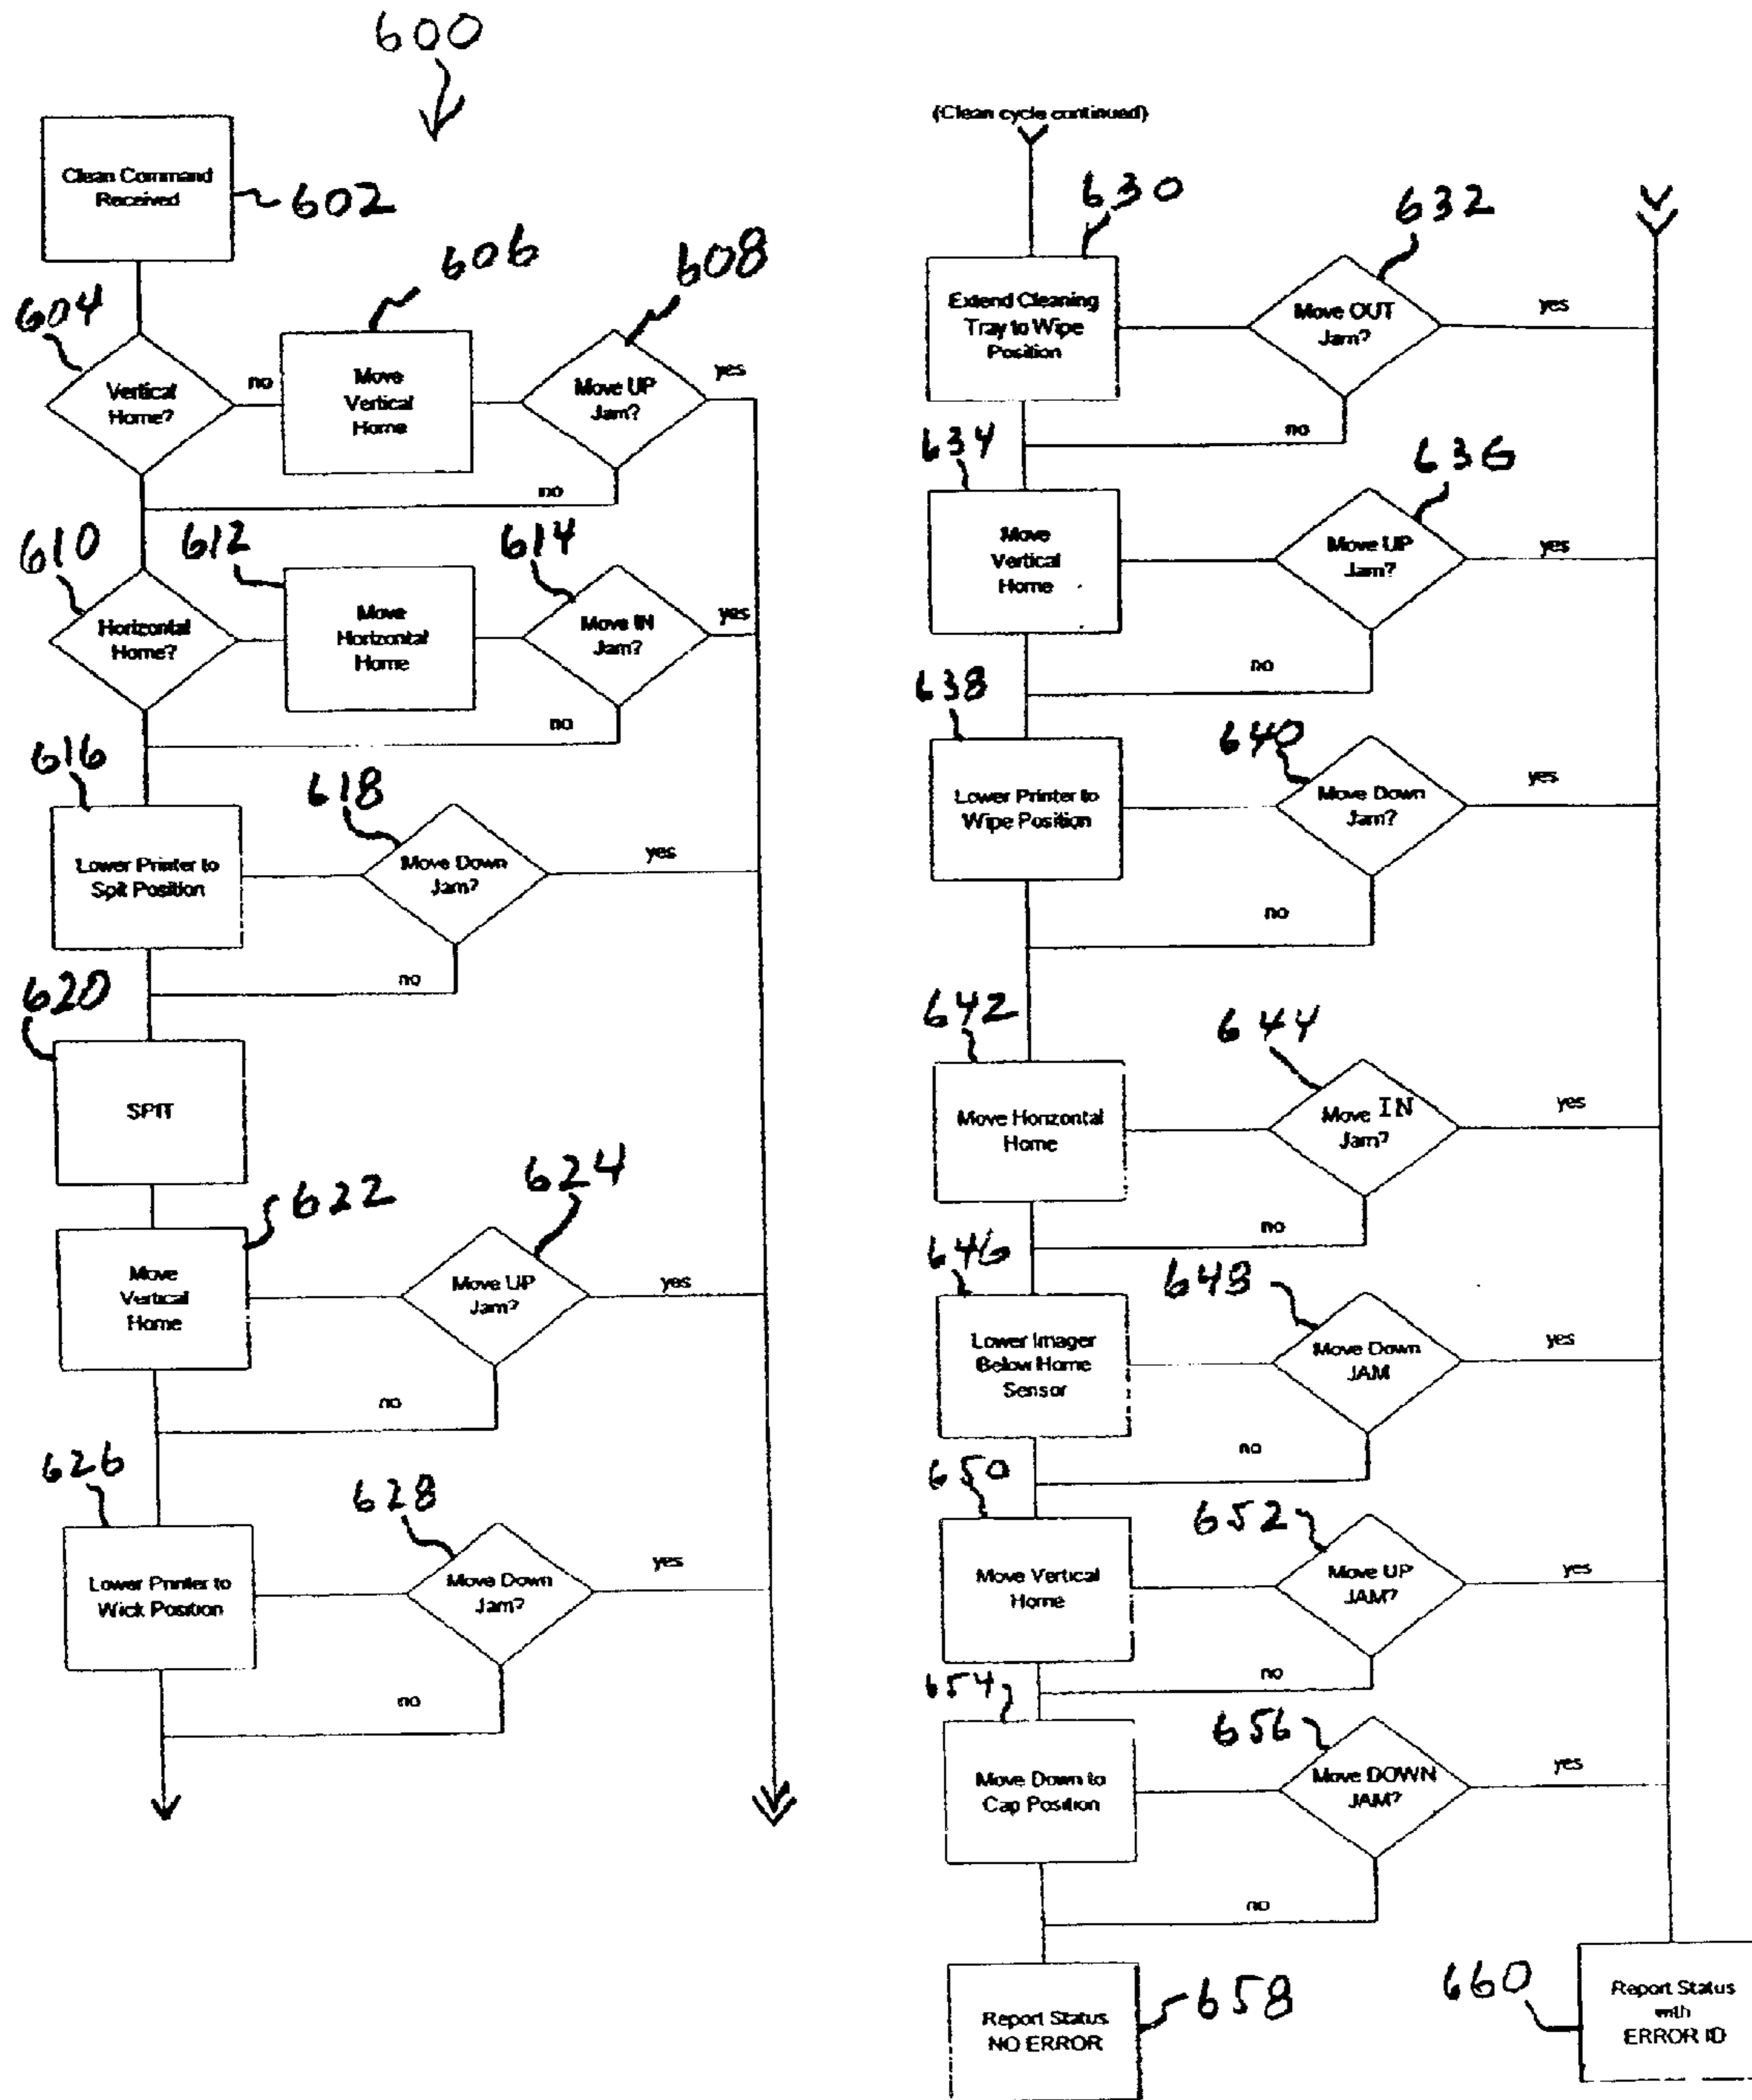 600
Clean Command
Received
602
604
Vertical
Home?
no
606
Move
Vertical
Home
608
Move UP
Jam?
yes
no
610
Horizontal
Home?
612
Move
Horizontal
Home
614
Move IN
Jam?
yes
no
616
Lower Printer to
Spit Position
618
Move Down
Jam?
yes
no
620
SPIT
622
Move
Vertical
Home
624
Move UP
Jam?
yes
no
626
Lower Printer to
Wick Position
628
Move Down
Jam?
yes
no
(Clean cycle continued)
630
Extend Cleaning
Tray to Wipe
Position
632
Move OUT
Jam?
yes
no
634
Move
Vertical
Home
636
Move UP
Jam?
yes
no
638
Lower Printer to
Wipe Position
640
Move Down
Jam?
yes
no
642
Move Horizontal
Home
644
Move IN
Jam?
yes
no
646
Lower Imager
Below Home
Sensor
648
Move Down
JAM
yes
no
650
Move Vertical
Home
652
Move UP
JAM?
yes
no
654
Move Down to
Cap Position
656
Move DOWN
JAM?
yes
no
Report Status
NO ERROR
658
660
Report Status
with
ERROR ID